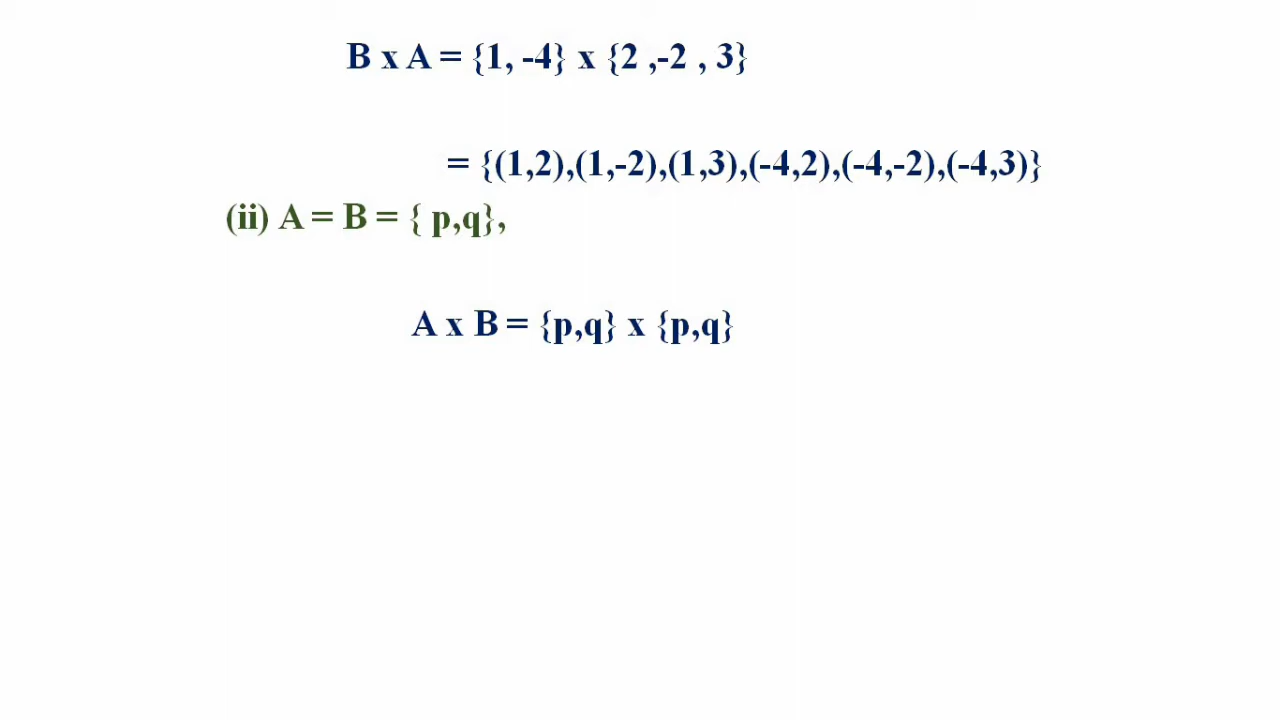 B x A = {1, -4} x {2 ,-2 , 3}
= {(1,2),(1,-2),(1,3),(-4,2),(-4,-2),(-4,3)}
(ii) A = B = { p,q},
A x B = {p,q} x {p,q}